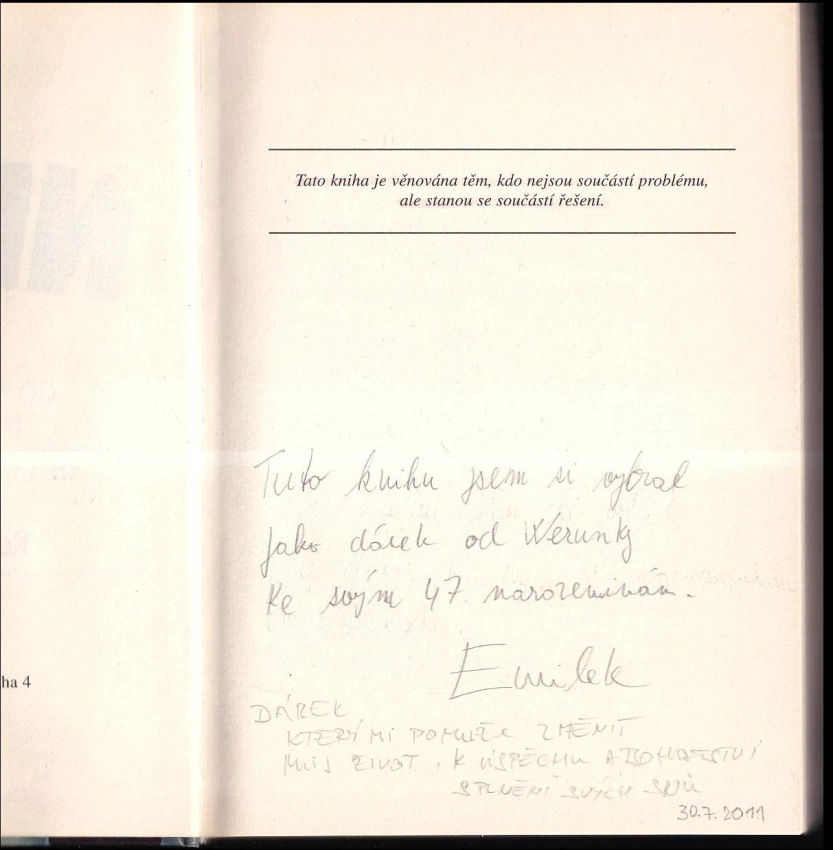 Tato kniha je věnována těm, kdo nejsou součástí problému,
ale stanou se součástí řešení.
Tuto knihu jsem si vybral
jako dárek od Werunky
Ke svým 47. narozeninám.
Emilek
ha 4
DÁREK
KTERÝ MI POMŮŽE ZMĚNIT
MŮJ ŽIVOT, K ÚSPĚCHU A BOHATSTVÍ
SPLNĚNÍ SVÝCH SNŮ
30.7.2011